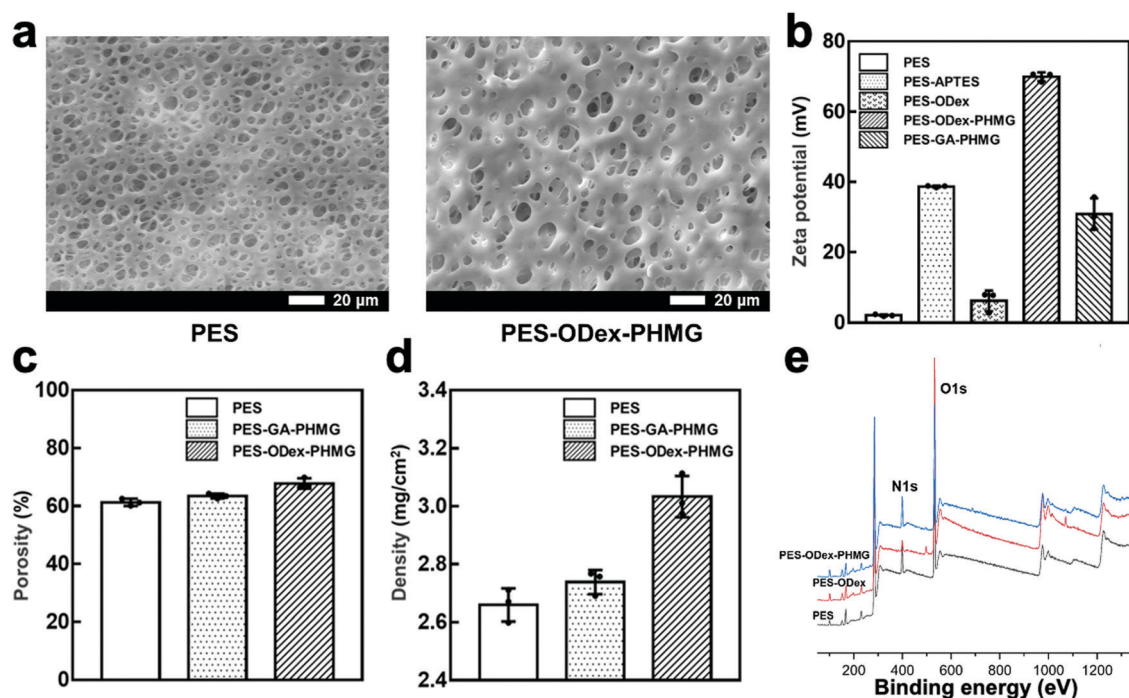 a
20 µm
20 µm
PES
PES-ODex-PHMG
b
80
60
40
20
0
Zeta potential (mV)
PES
PES-APTES
PES-ODex
PES-ODex-PHMG
PES-GA-PHMG
c
100
80
60
40
20
0
Porosity (%)
PES
PES-GA-PHMG
PES-ODex-PHMG
d
3.4
3.2
3.0
2.8
2.6
2.4
Density (mg/cm²)
PES
PES-GA-PHMG
PES-ODex-PHMG
e
O1s
N1s
PES-ODex-PHMG
PES-ODex
PES
200 400 600 800 1000 1200
Binding energy (eV)